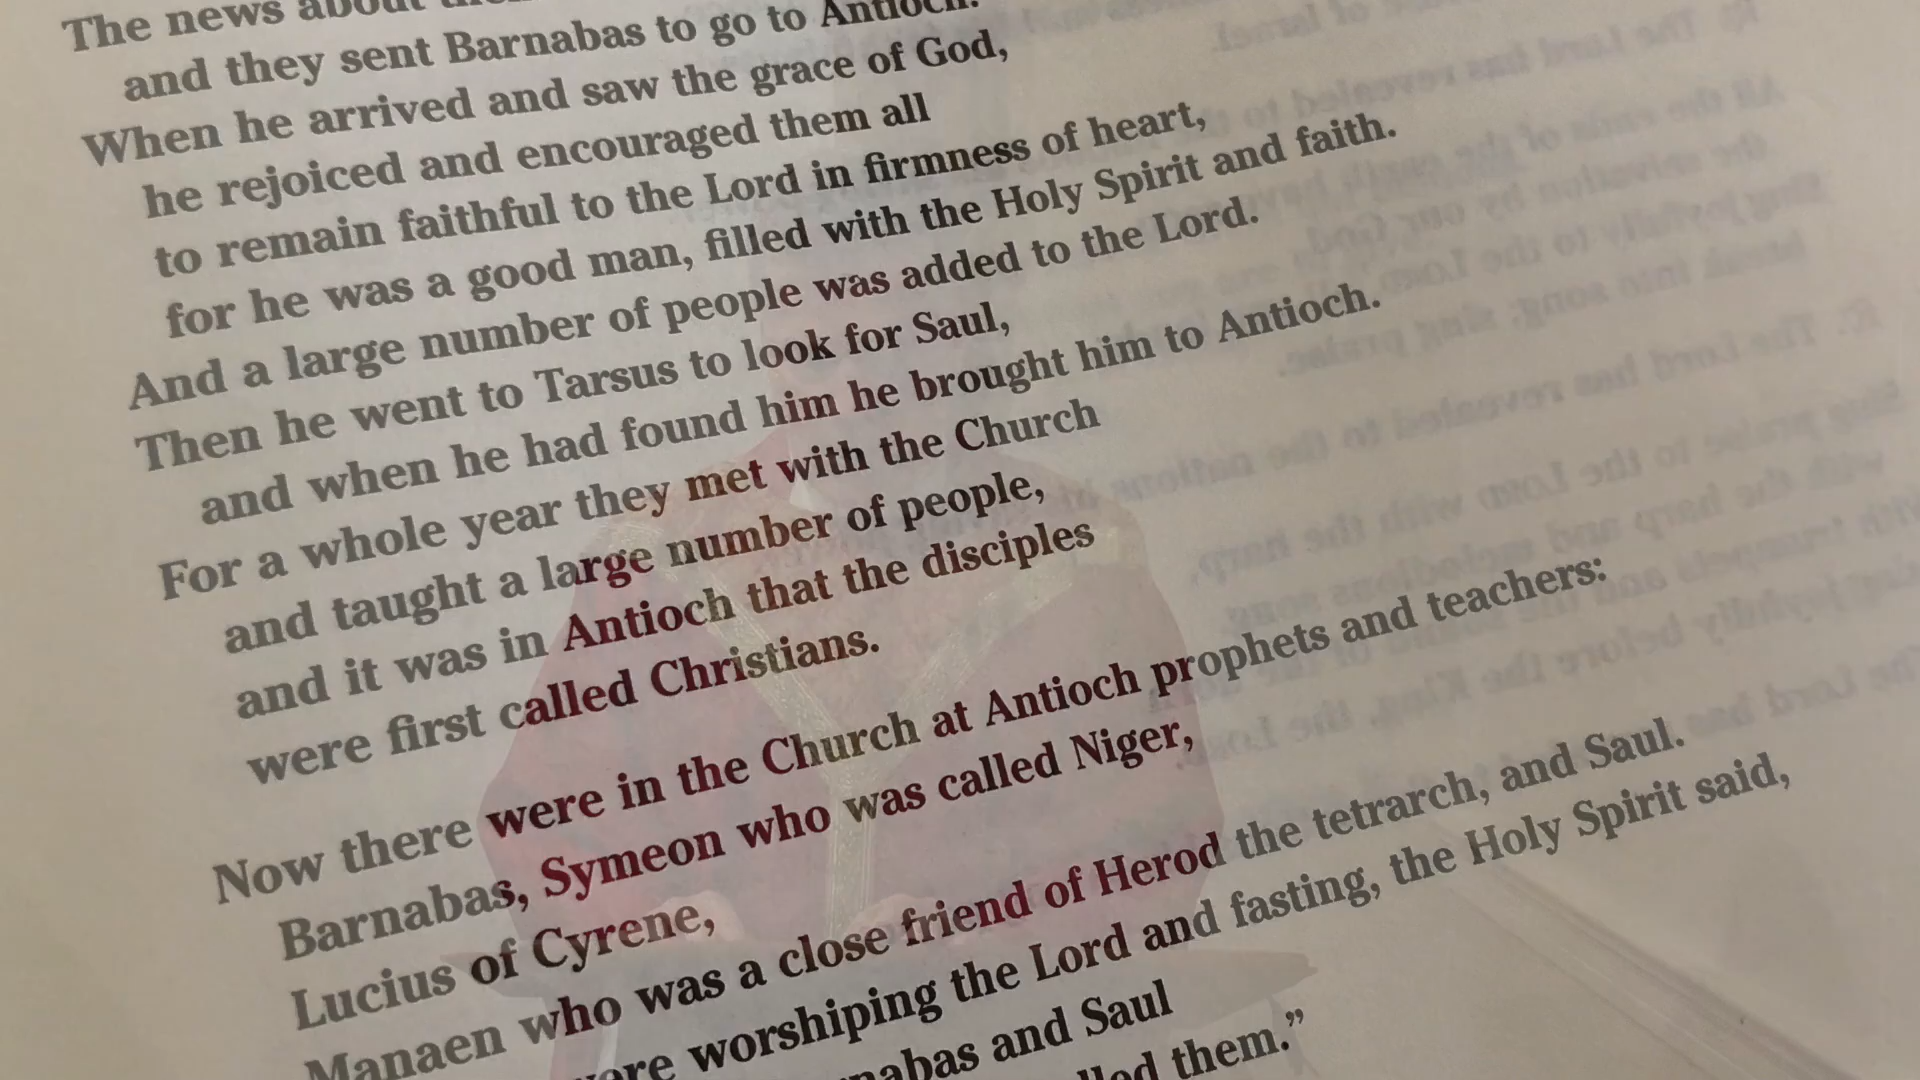 The news about
and they sent Barnabas to go to Antioch.
When he arrived and saw the grace of God,
he rejoiced and encouraged them all
to remain faithful to the Lord in firmness of heart,
for he was a good man, filled with the Holy Spirit and faith.
And a large number of people was added to the Lord.
Then he went to Tarsus to look for Saul,
and when he had found him he brought him to Antioch.
For a whole year they met with the Church
and taught a large number of people,
and it was in Antioch that the disciples
were first called Christians.
Now there were in the Church at Antioch prophets and teachers:
Barnabas, Symeon who was called Niger,
Lucius of Cyrene,
Manaen who was a close friend of Herod the tetrarch, and Saul.
worshiping the Lord and fasting, the Holy Spirit said,
and Saul
them.”